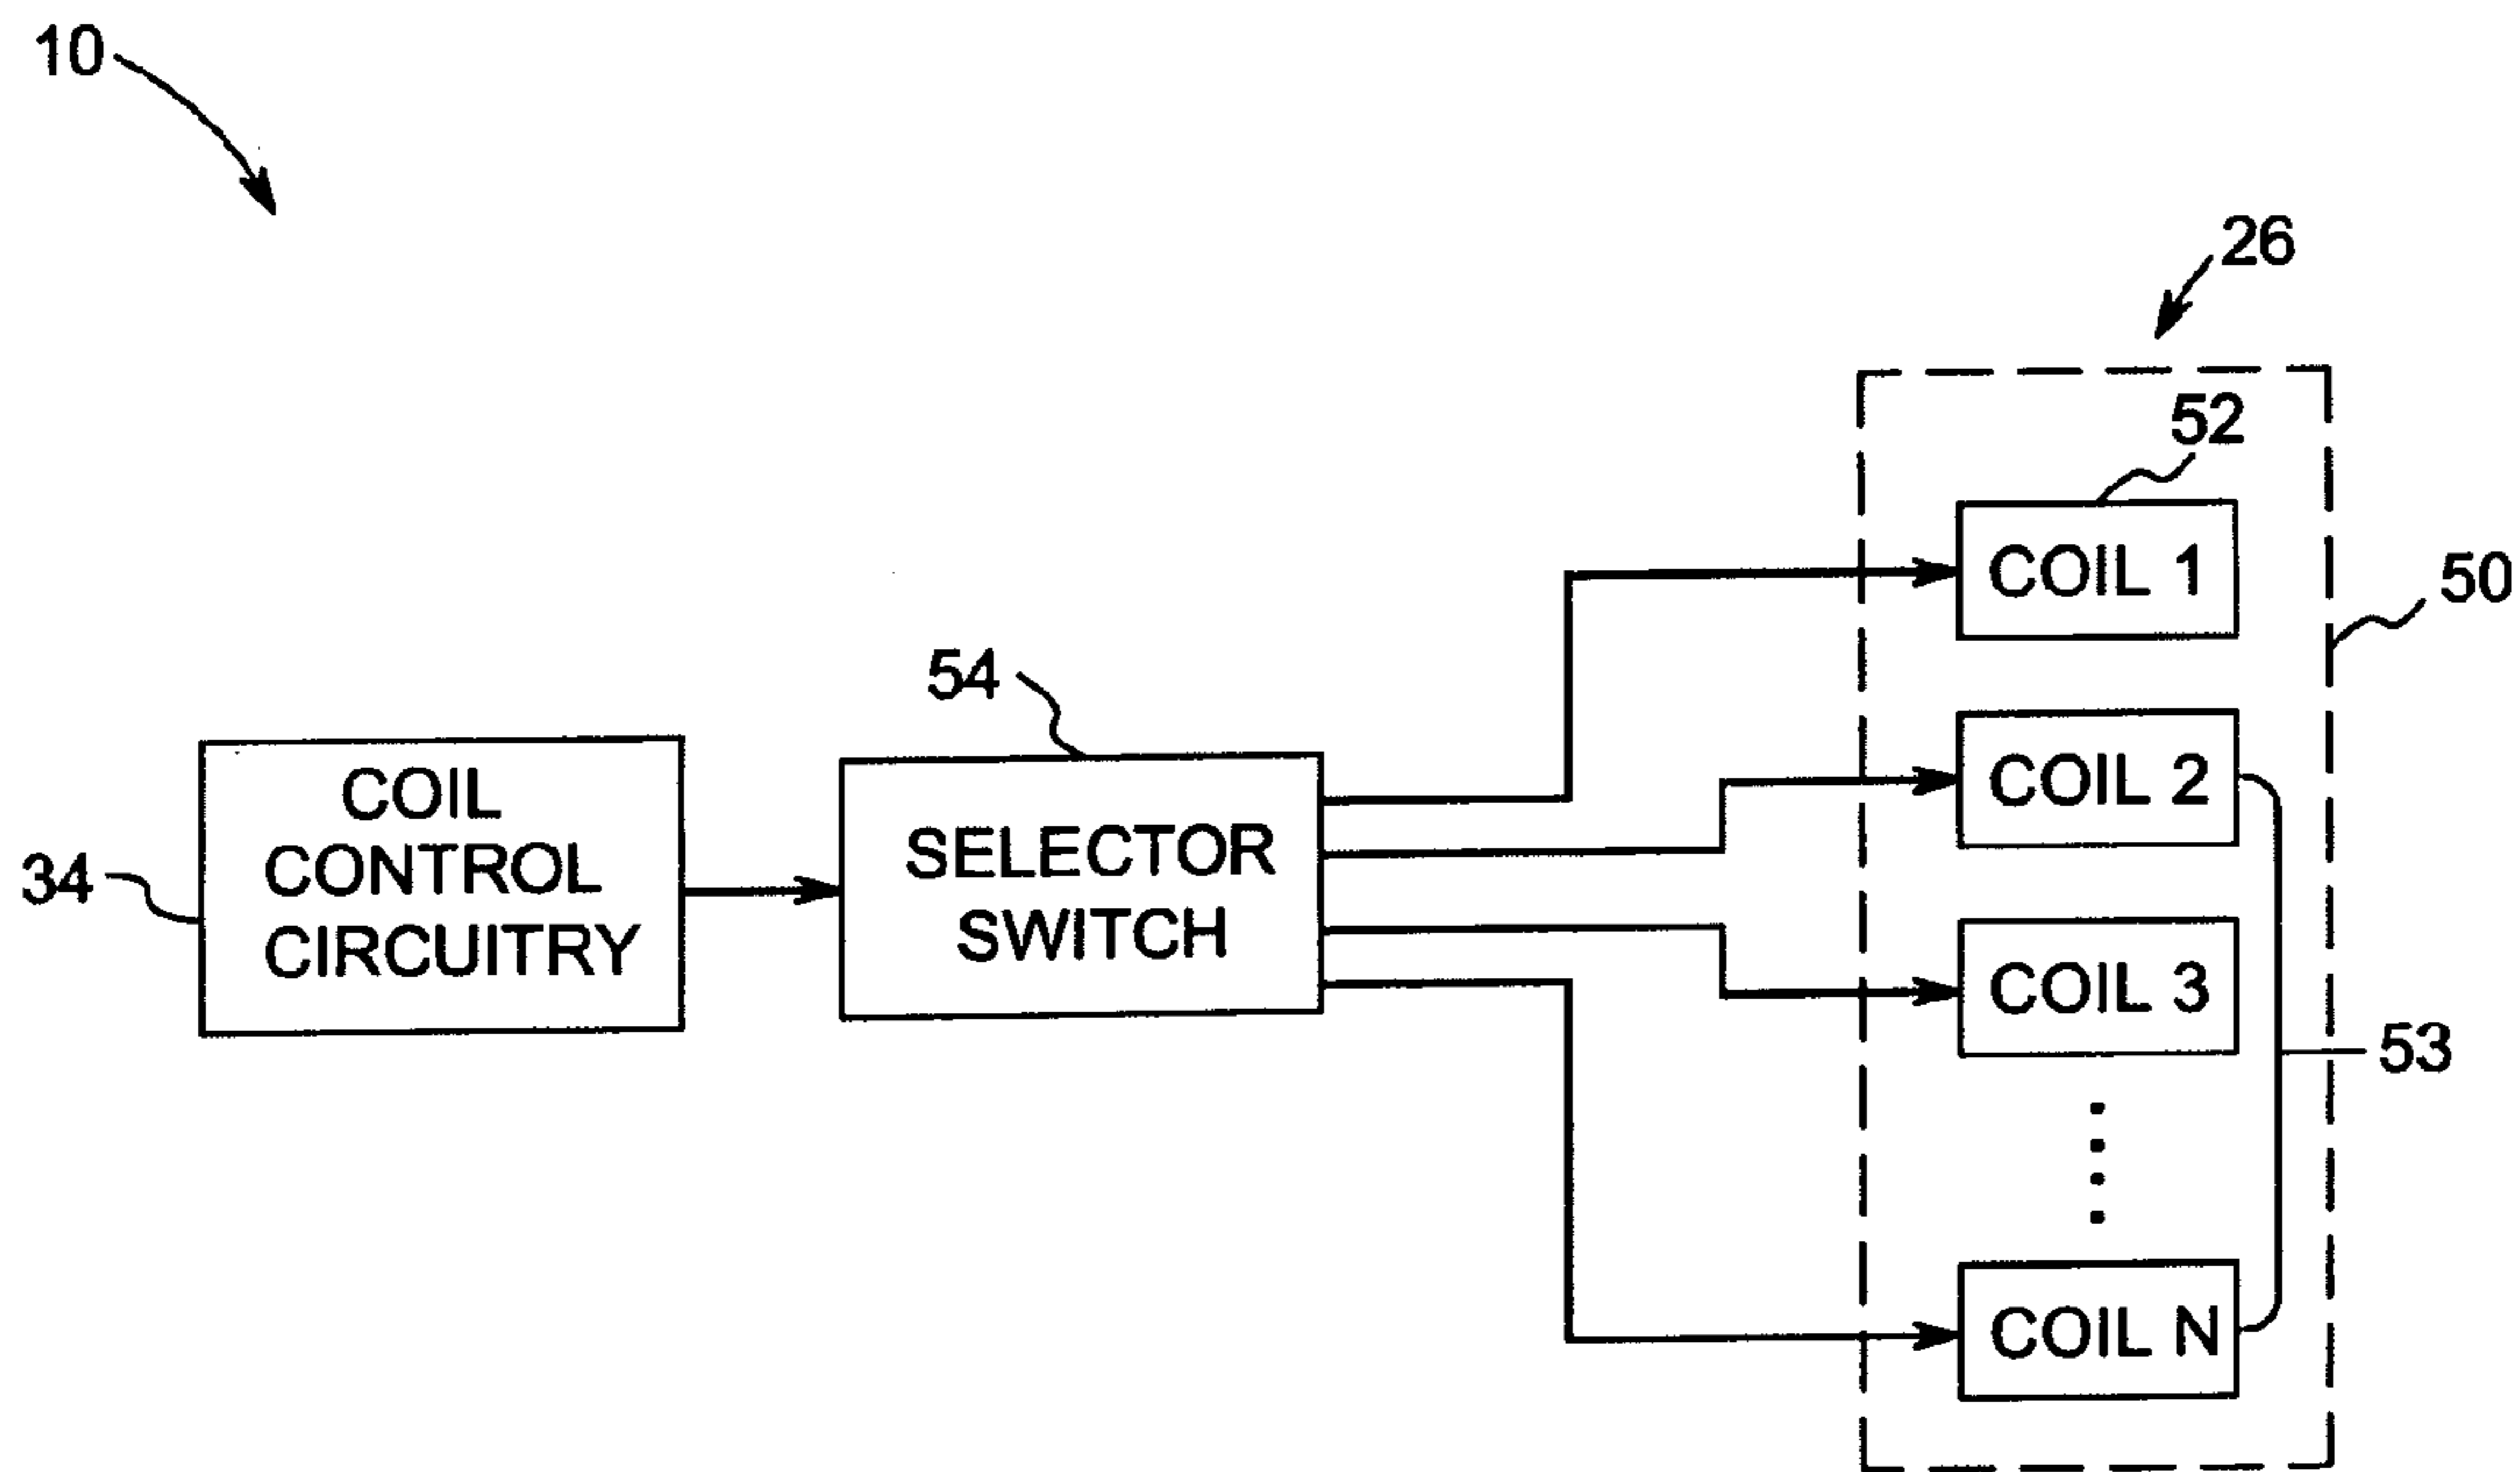 10
26
52
COIL 1
50
54
COIL 2
COIL
CONTROL
CIRCUITRY
34
SELECTOR
SWITCH
COIL 3
53
COIL N